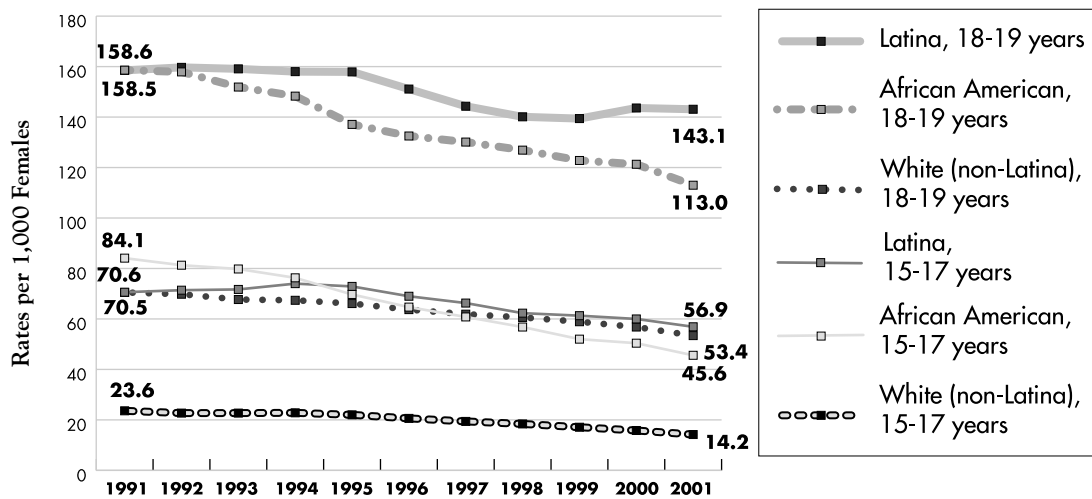 Rates per 1,000 Females
180
160
140
120
100
80
60
40
20
0
158.6
158.5
143.1
113.0
84.1
70.6
70.5
56.9
53.4
45.6
23.6
14.2
1991 1992 1993 1994 1995 1996 1997 1998 1999 2000 2001
Latina, 18-19 years
African American,
18-19 years
White (non-Latina),
18-19 years
Latina,
15-17 years
African American,
15-17 years
White (non-Latina),
15-17 years